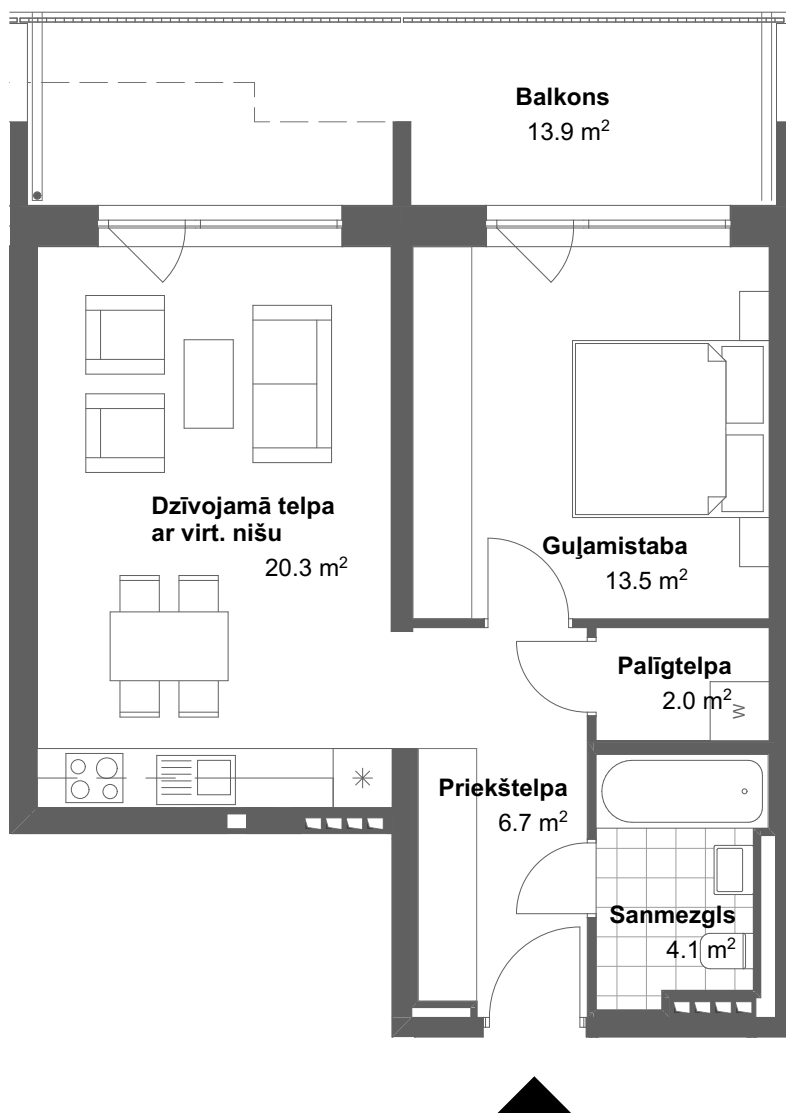 Balkons
13.9 m²
Dzīvojamā telpa
ar virt. nišu
20.3 m²
Guļamistaba
13.5 m²
Palīgtelpa
2.0 m²
W
Priekštelpa
6.7 m²
Sanmezgls
4.1 m²